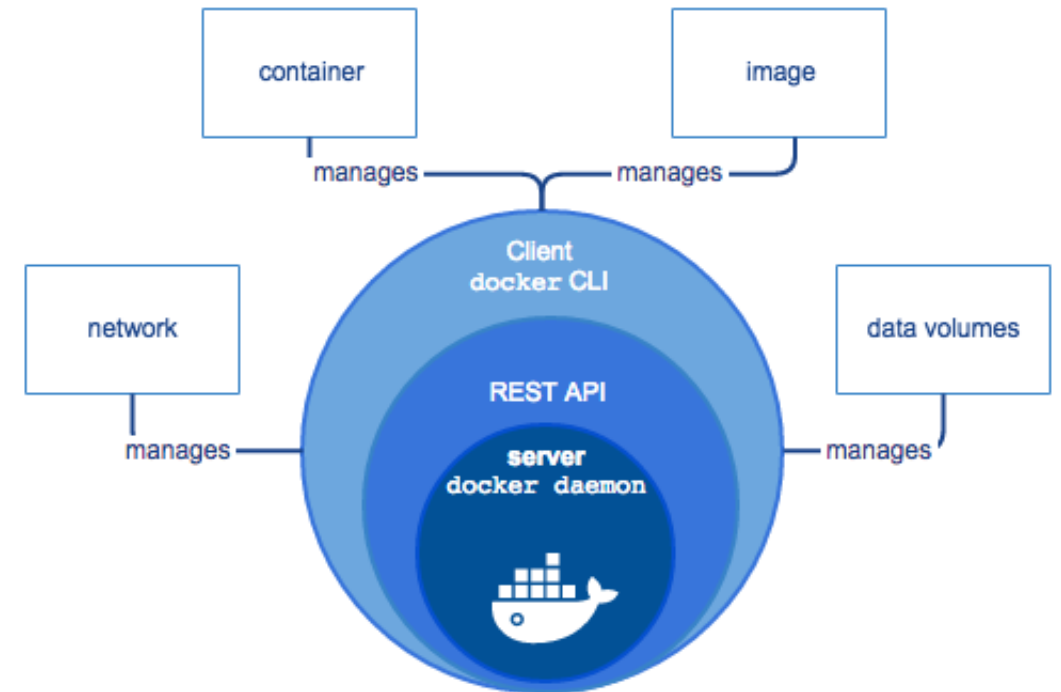 container
image
manages
manages
Client
docker CLI
network
data volumes
REST API
manages
manages
server
docker daemon